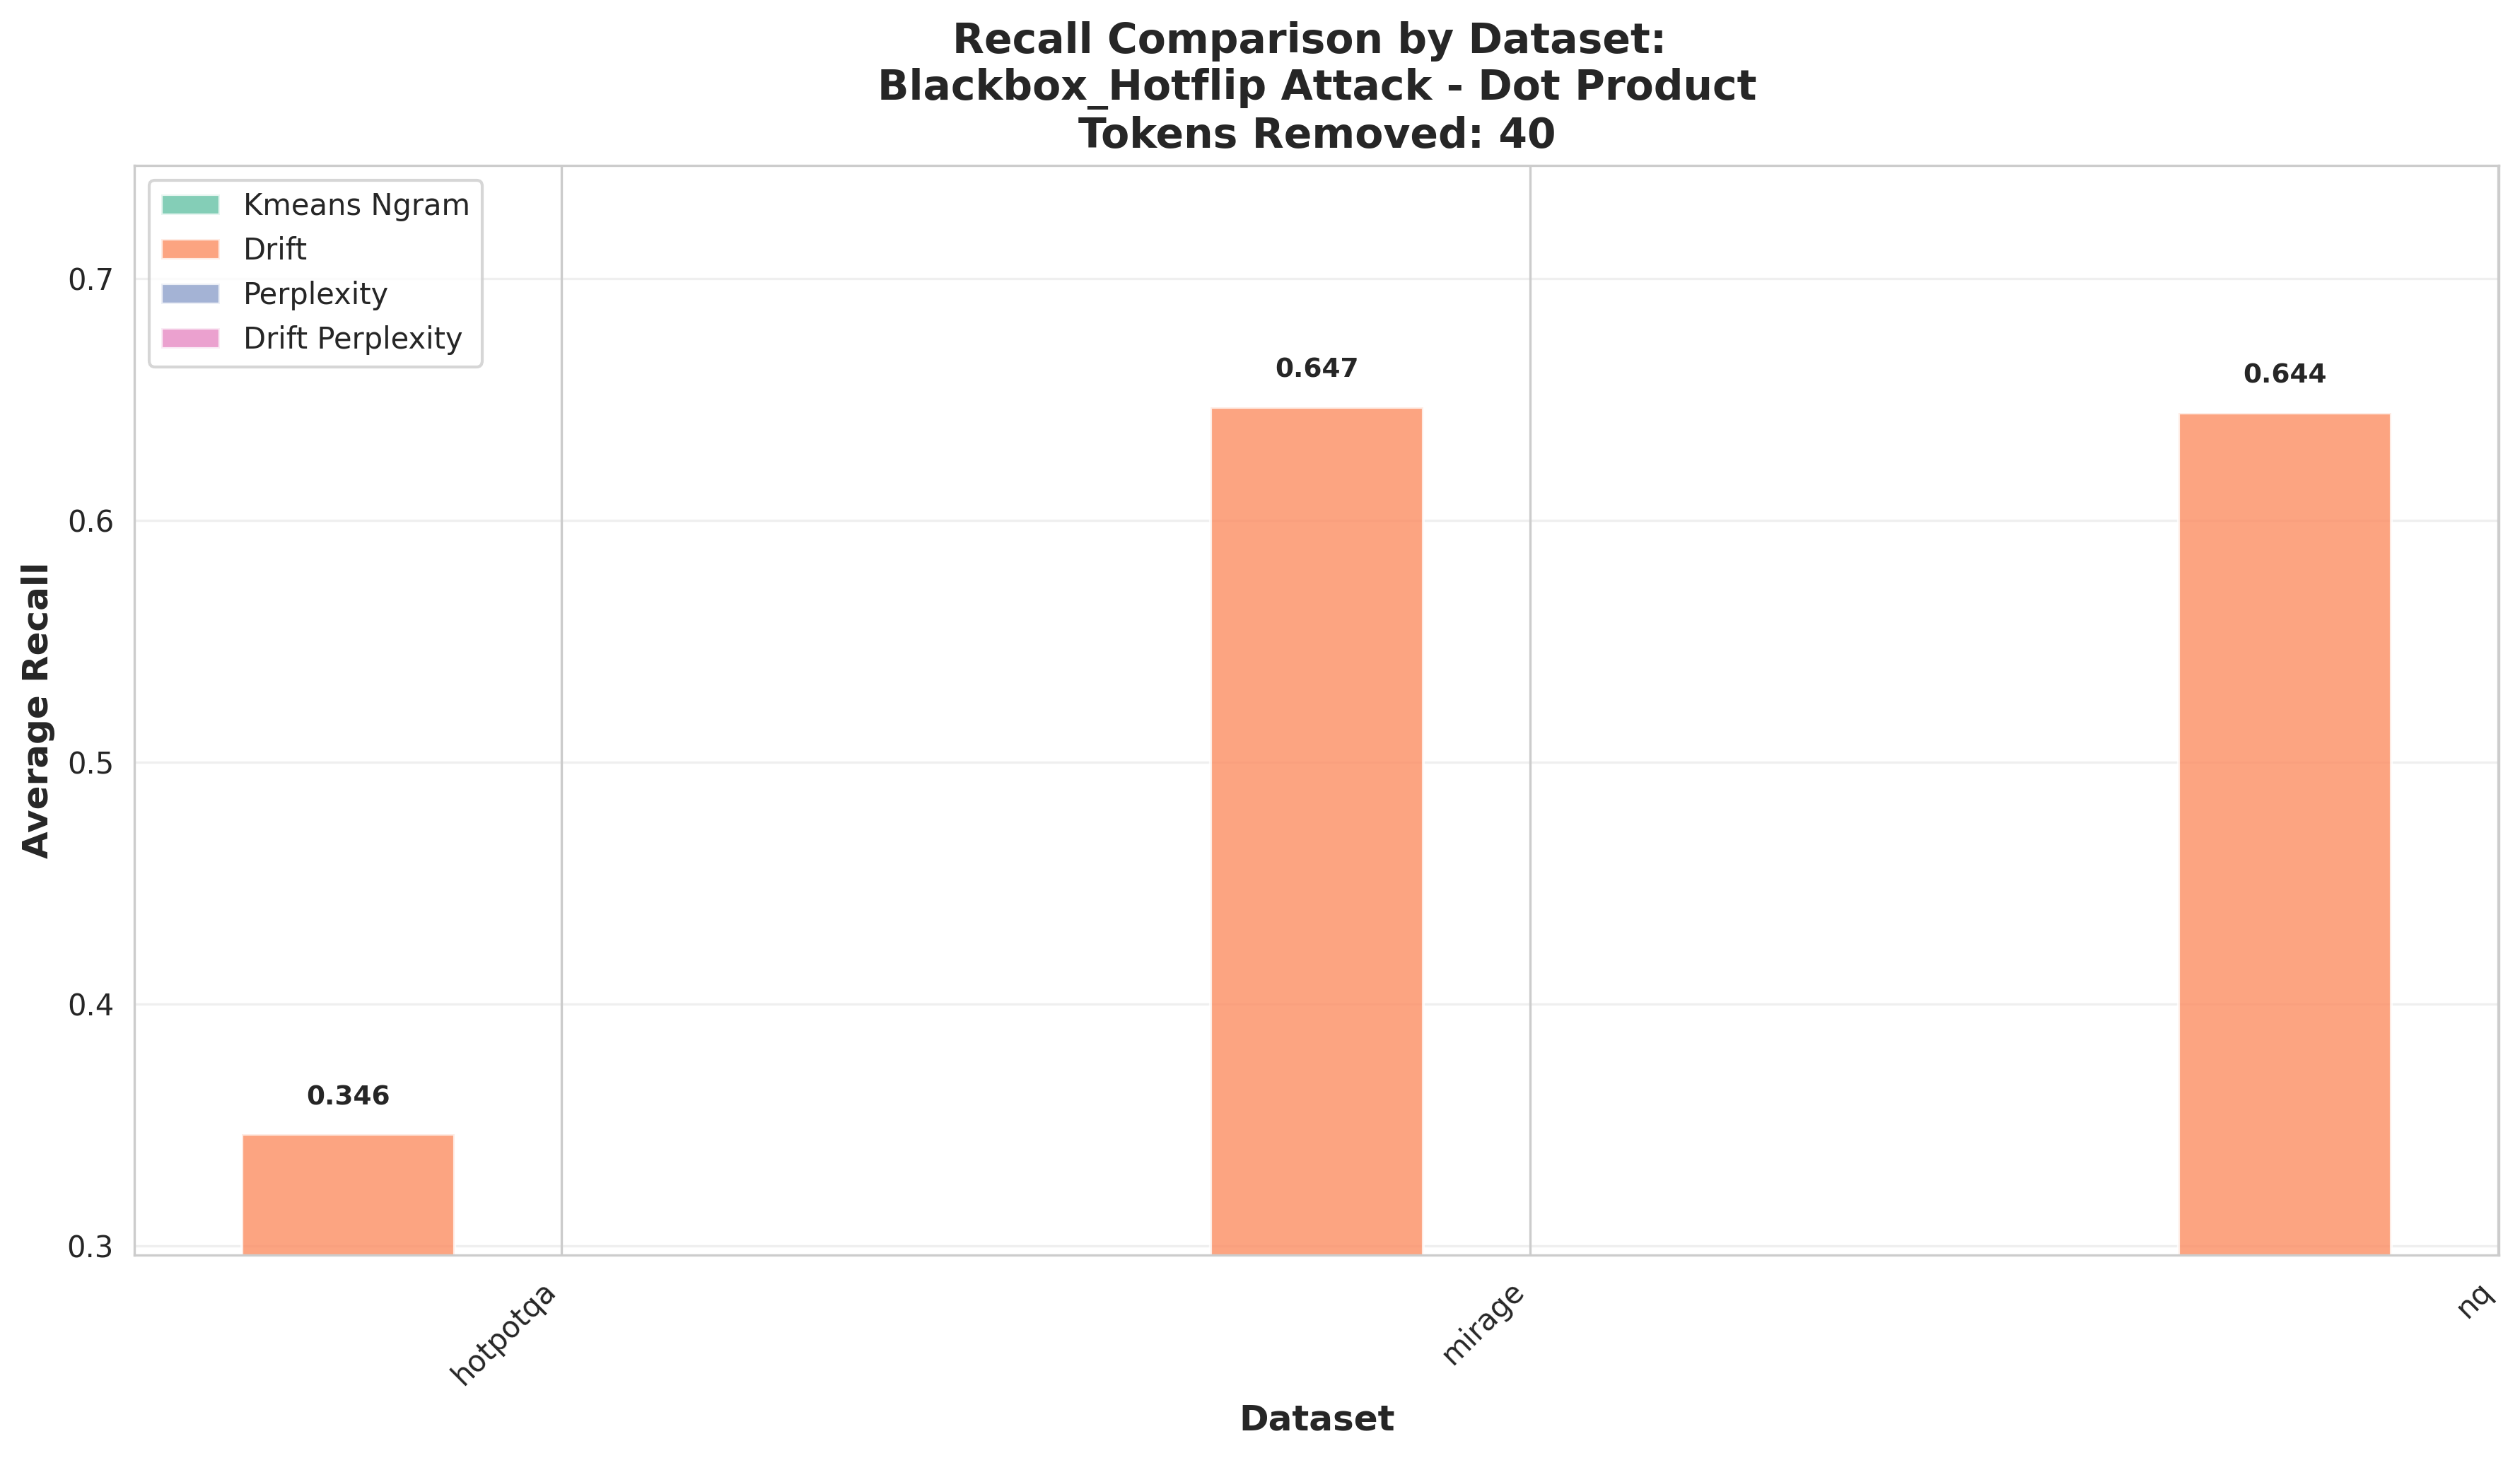 Recall Comparison by Dataset:
Blackbox_Hotflip Attack - Dot Product
Tokens Removed: 40
Kmeans Ngram
Drift
Perplexity
Drift Perplexity
Average Recall
0.7
0.6
0.5
0.4
0.3
0.346
0.647
0.644
hotpotqa
mirage
nq
Dataset